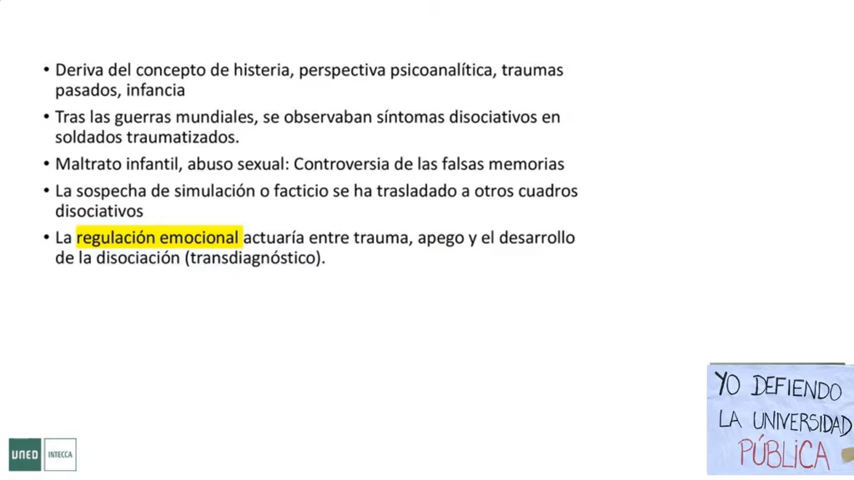 • Deriva del concepto de histeria, perspectiva psicoanalítica, traumas
pasados, infancia
• Tras las guerras mundiales, se observaban síntomas disociativos en
soldados traumatizados.
• Maltrato infantil, abuso sexual: Controversia de las falsas memorias
• La sospecha de simulación o facticio se ha trasladado a otros cuadros
disociativos
• La regulación emocional actuaría entre trauma, apego y el desarrollo
de la disociación (transdiagnóstico).
YO DEFIENDO
LA UNIVERSIDAD
PÚBLICA
UNED INTECCA